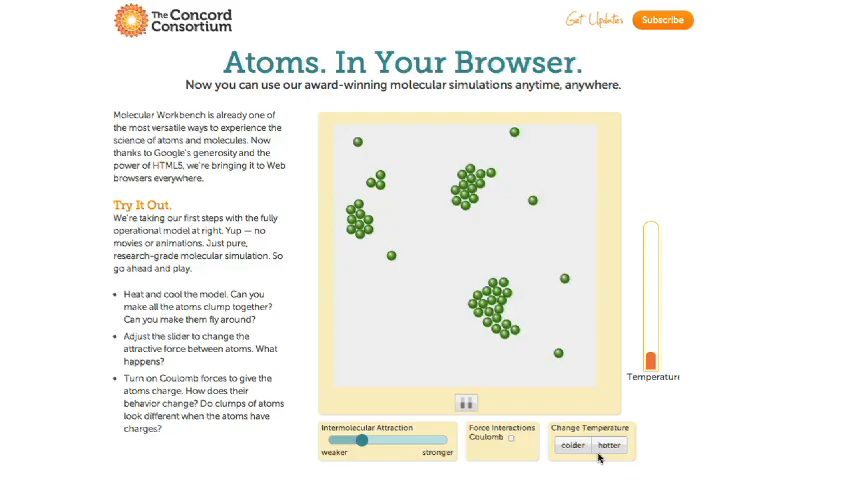 The Concord
Consortium
Get Updates
Subscribe
Atoms. In Your Browser.
Now you can use our award-winning molecular simulations anytime, anywhere.
Molecular Workbench is already one of
the most versatile ways to experience the
science of atoms and molecules. Now
thanks to Google's generosity and the
power of HTML5, we're bringing it to Web
browsers everywhere.
Try It Out.
We're taking our first steps with the fully
operational model at right. Yup — no
movies or animations. Just pure,
research-grade molecular simulation. So
go ahead and play.
• Heat and cool the model. Can you
make all the atoms clump together?
Can you make them fly around?
• Adjust the slider to change the
attractive force between atoms. What
happens?
• Turn on Coulomb forces to give the
atoms charge. How does their
behavior change? Do clumps of atoms
look different when the atoms have
charges?
Temperature
Intermolecular Attraction
weaker stronger
Force Interactions
Coulomb
Change Temperature
colder hotter